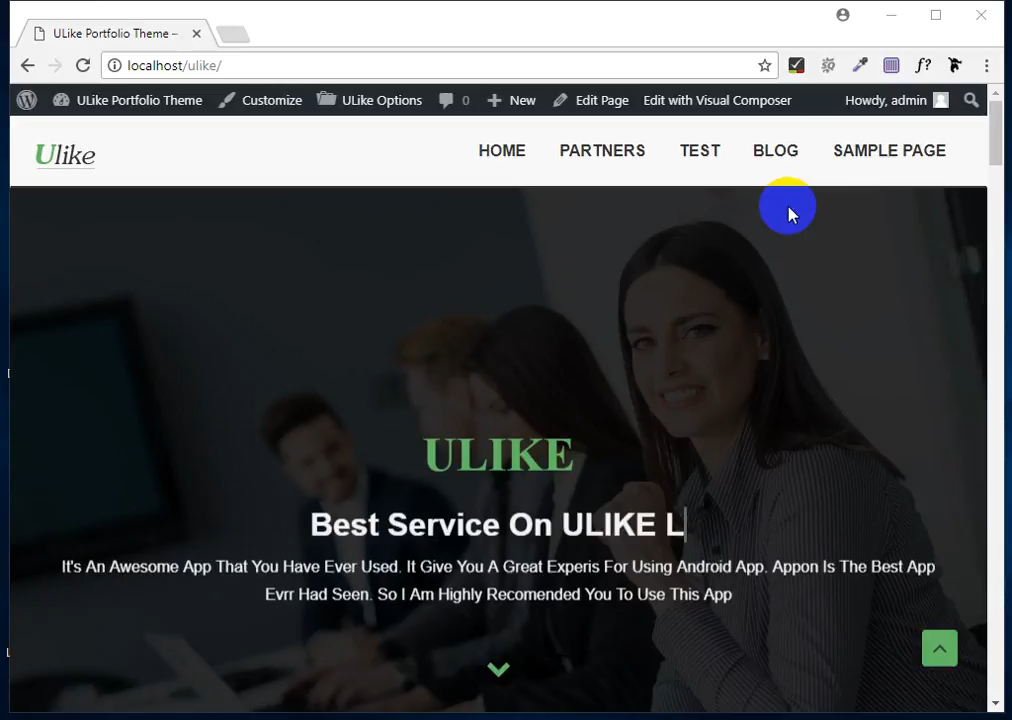 ULike Portfolio Theme –
localhost/ulike/
f?
ULike Portfolio Theme Customize ULike Options 0 New Edit Page Edit with Visual Composer Howdy, admin
Ulike HOME PARTNERS TEST BLOG SAMPLE PAGE
ULIKE
Best Service On ULIKE L
It's An Awesome App That You Have Ever Used. It Give You A Great Experis For Using Android App. Appon Is The Best App
Evrr Had Seen. So I Am Highly Recomended You To Use This App